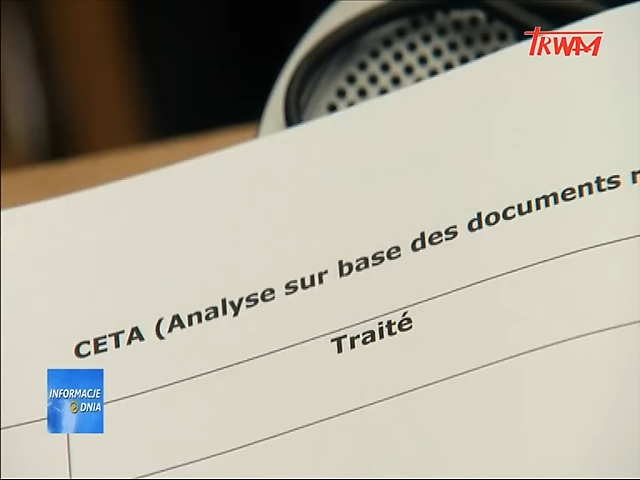 TRWAM
CETA (Analyse sur base des documents
Traité
INFORMACJE
DNIA